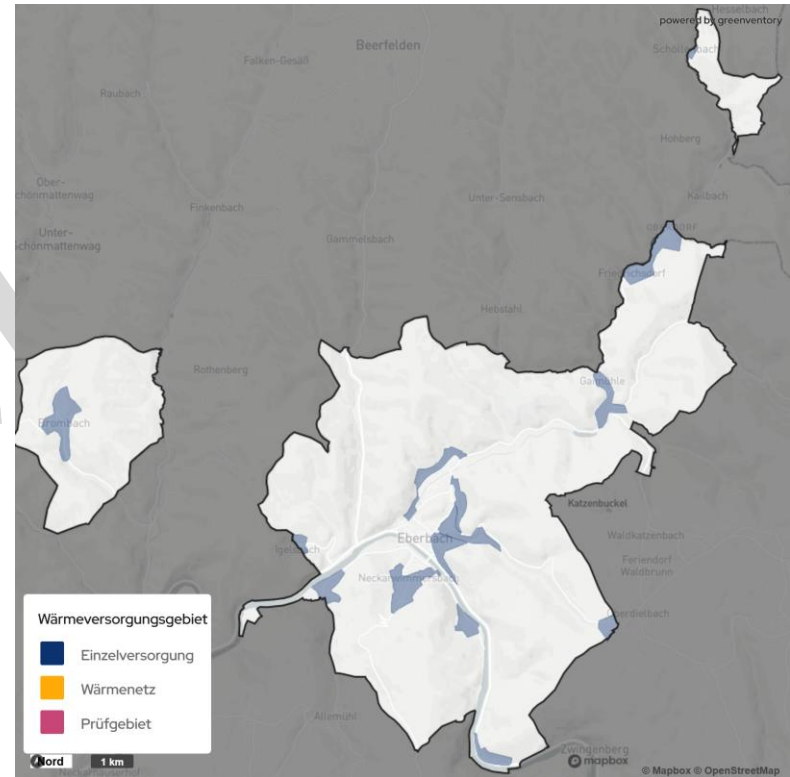 Hesselbach
powered by greenventory
Beerfelden
Schöllenbach
Falken-Gesäß
Raubach
Hohberg
Ober-
Schönmattenwag
Unter-Sensbach
Kailbach
Finkenbach
Unter-
Schönmattenwag
Gammelsbach
Friedrichsdorf
Hebstahl
Rothenberg
Gaimühle
Brombach
Katzenbuckel
Eberbach
Waldkatzenbach
Igelsbach
Feriendorf
Waldbrunn
Neckarwimmersbach
Oberdielbach
Wärmeversorgungsgebiet
Einzelversorgung
Wärmenetz
Prüfgebiet
Allemühl
Zwingenberg
Nord
1 km
mapbox
Neckarhäuserhof
© Mapbox © OpenStreetMap